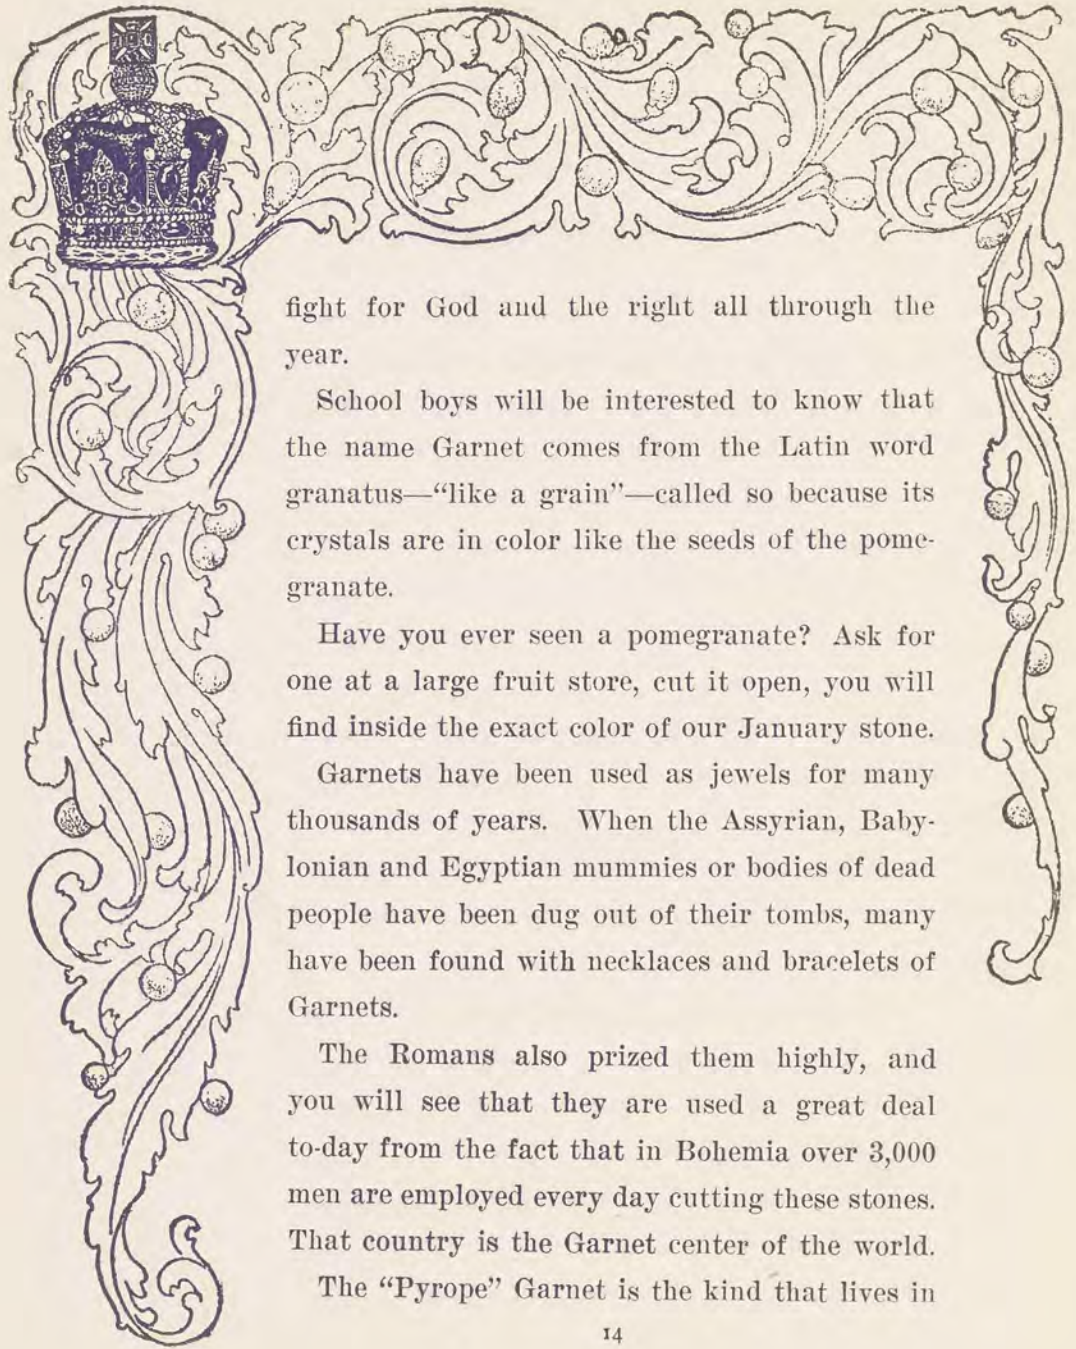 fight for God and the right all through the
year.
School boys will be interested to know that
the name Garnet comes from the Latin word
granatus—“like a grain”—called so because its
crystals are in color like the seeds of the pome-
granate.
Have you ever seen a pomegranate? Ask for
one at a large fruit store, cut it open, you will
find inside the exact color of our January stone.
Garnets have been used as jewels for many
thousands of years. When the Assyrian, Baby-
lonian and Egyptian mummies or bodies of dead
people have been dug out of their tombs, many
have been found with necklaces and bracelets of
Garnets.
The Romans also prized them highly, and
you will see that they are used a great deal
to-day from the fact that in Bohemia over 3,000
men are employed every day cutting these stones.
That country is the Garnet center of the world.
The “Pyrope” Garnet is the kind that lives in
14